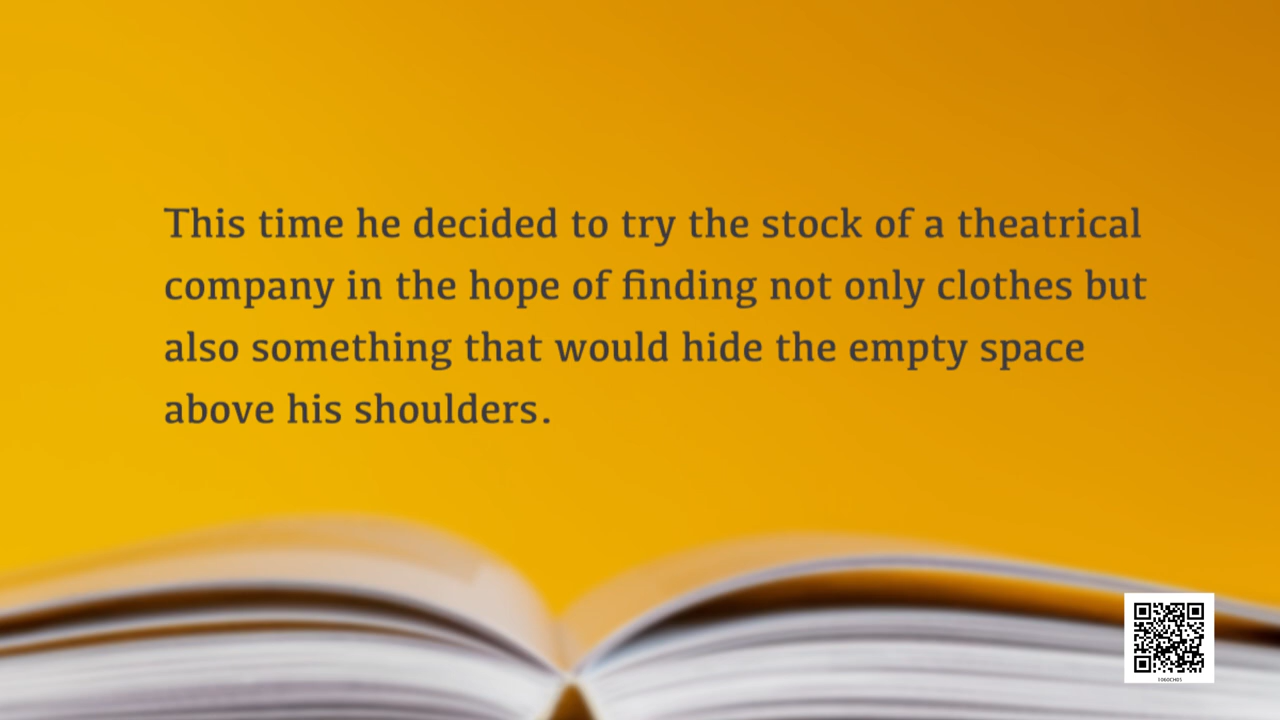 This time he decided to try the stock of a theatrical
company in the hope of finding not only clothes but
also something that would hide the empty space
above his shoulders.